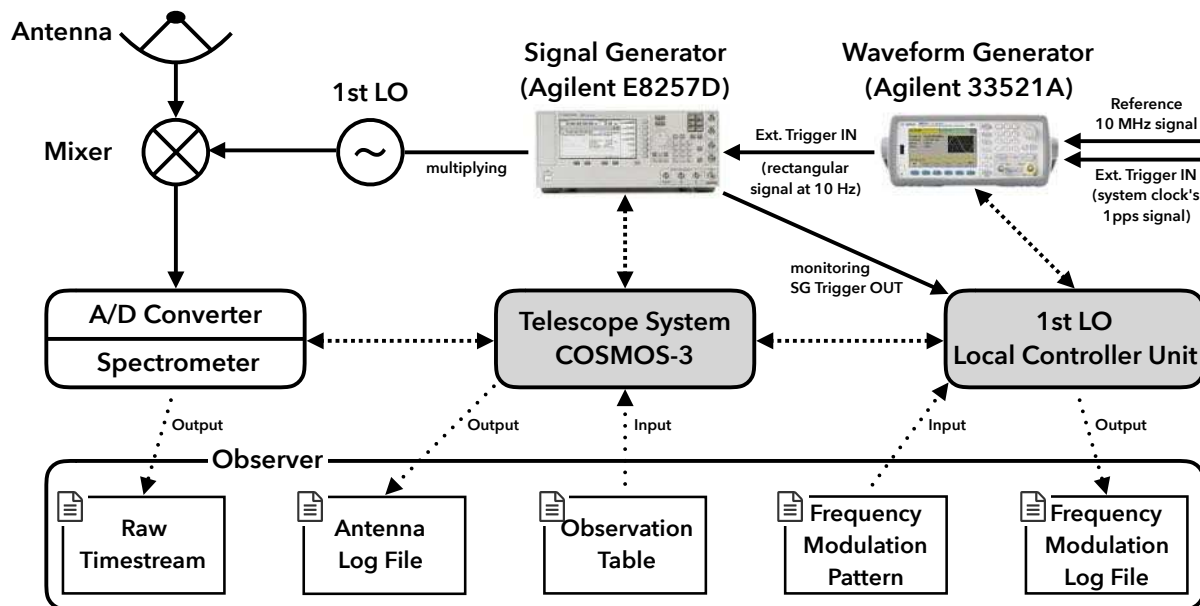 Antenna
Signal Generator
(Agilent E8257D)
Waveform Generator
(Agilent 33521A)
1st LO
Reference
10 MHz signal
Mixer
~
multiplying
Ext. Trigger IN
(rectangular
signal at 10 Hz)
Ext. Trigger IN
(system clock's
1pps signal)
monitoring
SG Trigger OUT
A/D Converter
Spectrometer
Telescope System
COSMOS-3
1st LO
Local Controller Unit
Output
Output
Input
Input
Output
Observer
Raw
Timestream
Antenna
Log File
Observation
Table
Frequency
Modulation
Pattern
Frequency
Modulation
Log File